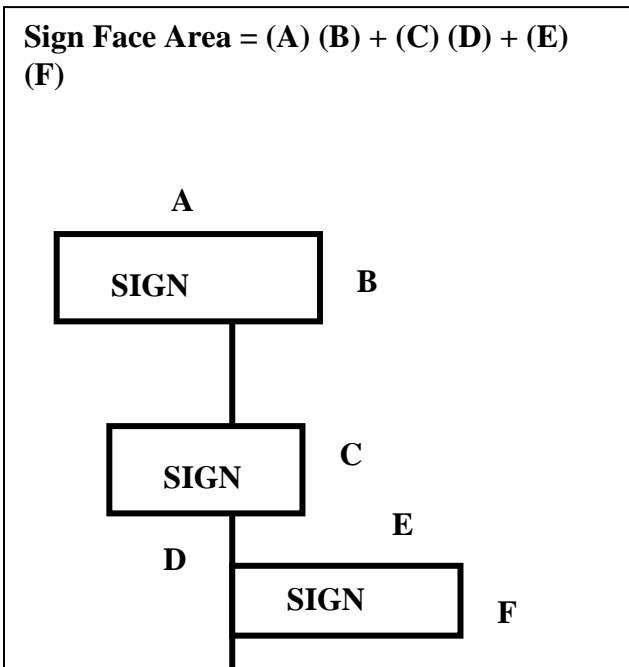 Sign Face Area = (A) (B) + (C) (D) + (E)
(F)
A
SIGN
B
SIGN
C
D
E
SIGN
F